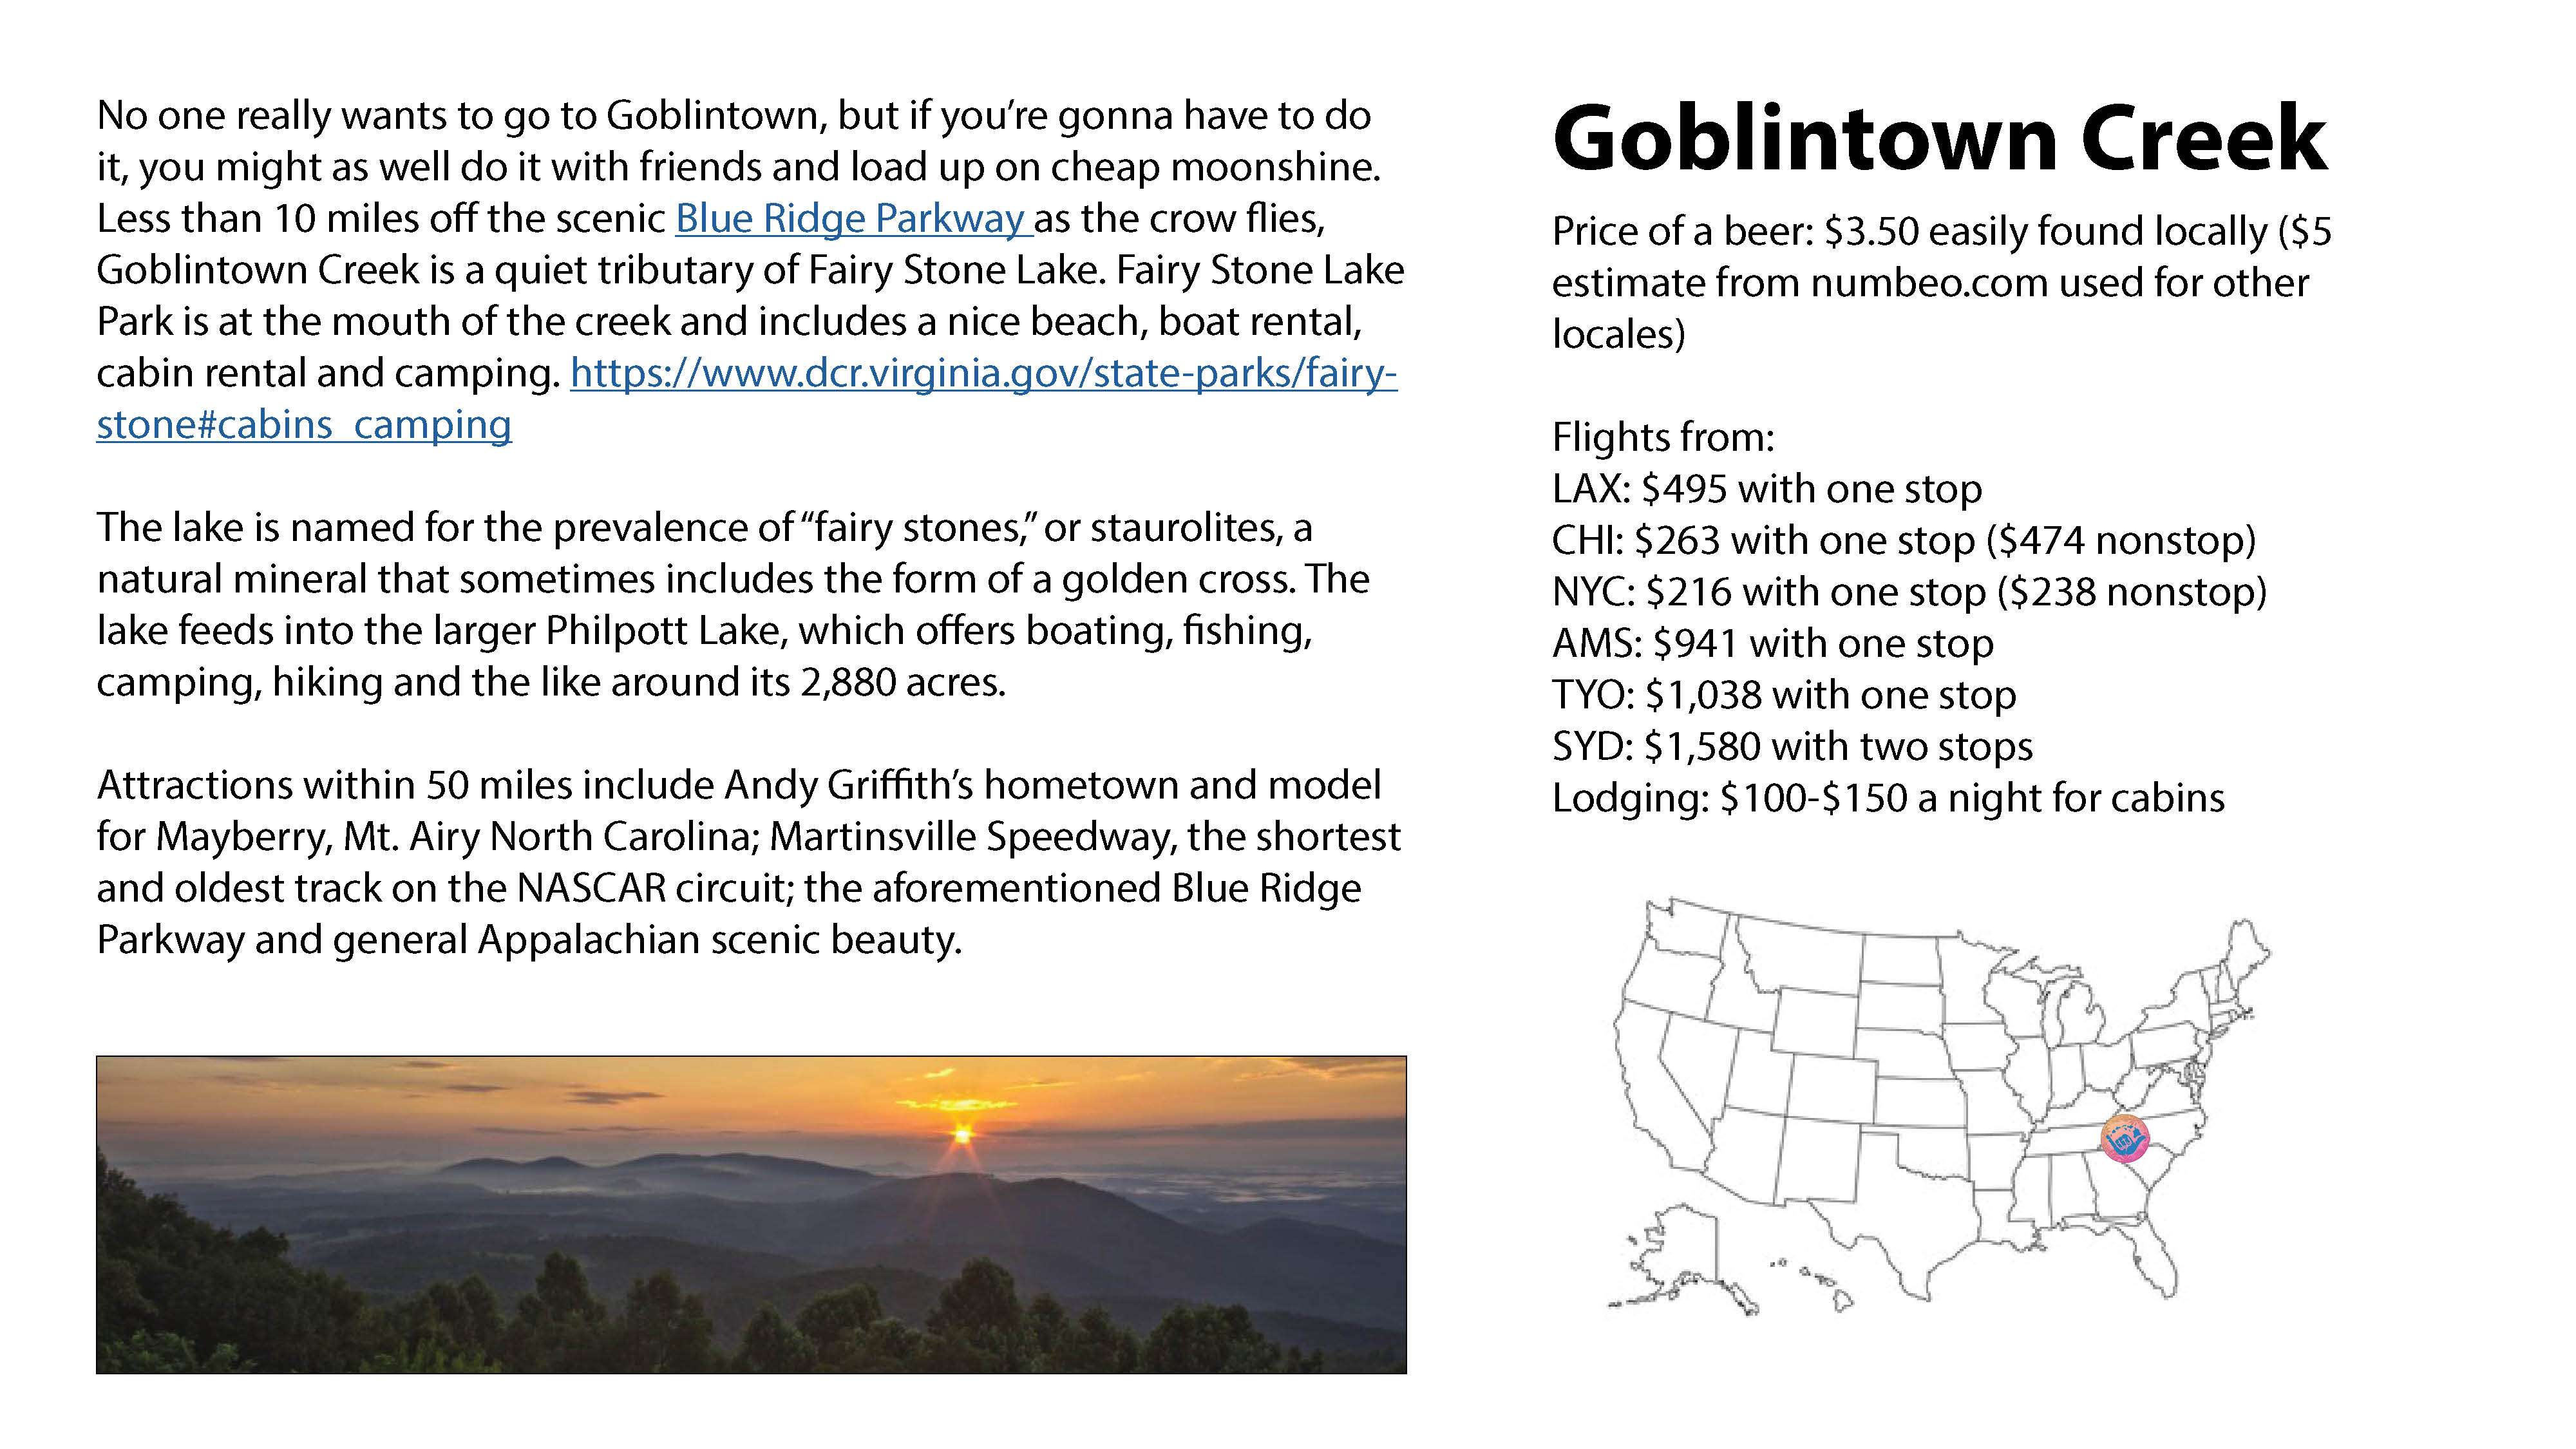 No one really wants to go to Goblintown, but if you’re gonna have to do
it, you might as well do it with friends and load up on cheap moonshine.
Less than 10 miles off the scenic Blue Ridge Parkway as the crow flies,
Goblintown Creek is a quiet tributary of Fairy Stone Lake. Fairy Stone Lake
Park is at the mouth of the creek and includes a nice beach, boat rental,
cabin rental and camping. https://www.dcr.virginia.gov/state-parks/fairy-
stone#cabins_camping
The lake is named for the prevalence of “fairy stones,” or staurolites, a
natural mineral that sometimes includes the form of a golden cross. The
lake feeds into the larger Philpott Lake, which offers boating, fishing,
camping, hiking and the like around its 2,880 acres.
Attractions within 50 miles include Andy Griffith’s hometown and model
for Mayberry, Mt. Airy North Carolina; Martinsville Speedway, the shortest
and oldest track on the NASCAR circuit; the aforementioned Blue Ridge
Parkway and general Appalachian scenic beauty.
Goblintown Creek
Price of a beer: $3.50 easily found locally ($5
estimate from numbeo.com used for other
locales)
Flights from:
LAX: $495 with one stop
CHI: $263 with one stop ($474 nonstop)
NYC: $216 with one stop ($238 nonstop)
AMS: $941 with one stop
TYO: $1,038 with one stop
SYD: $1,580 with two stops
Lodging: $100-$150 a night for cabins